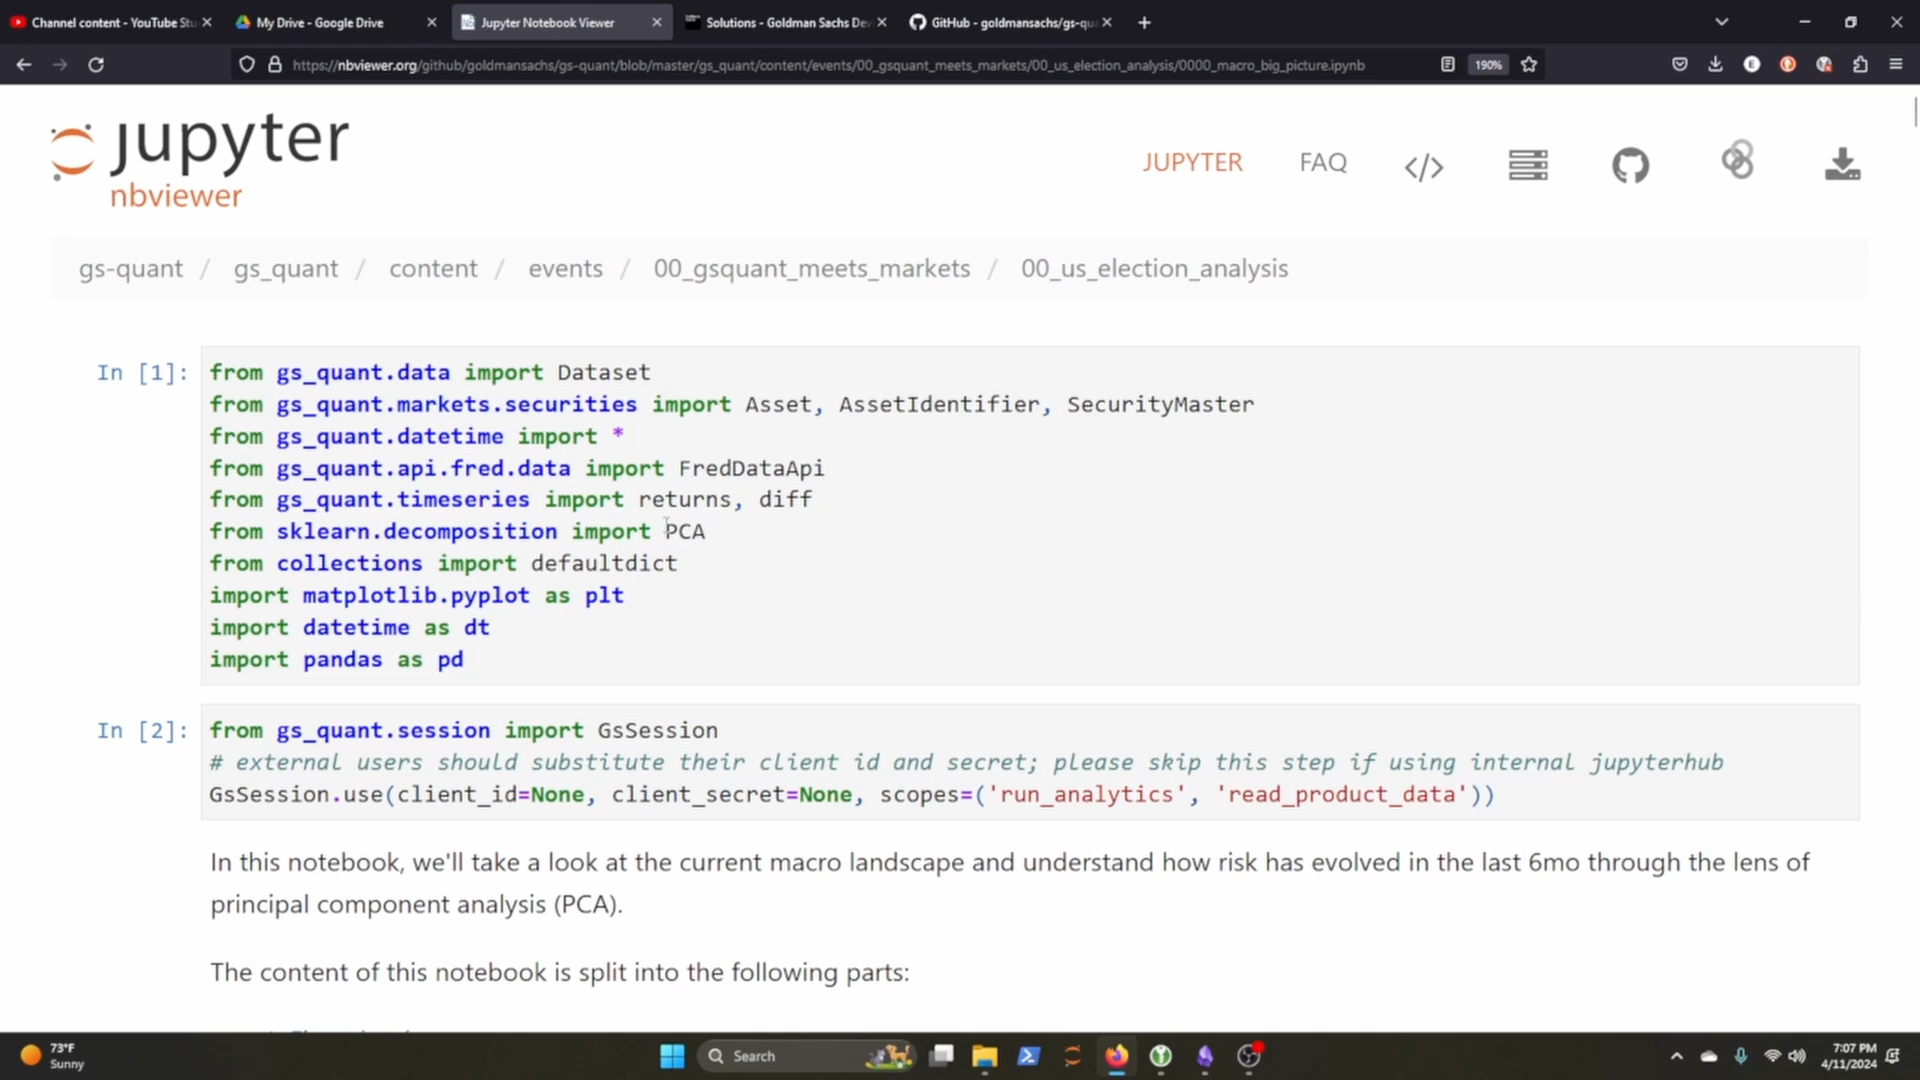 Channel content - YouTube Stu
My Drive - Google Drive
Jupyter Notebook Viewer
Solutions - Goldman Sachs Dev
GitHub - goldmansachs/gs-qua
https://nbviewer.org/github/goldmansachs/gs-quant/blob/master/gs_quant/content/events/00_gsquant_meets_markets/00_us_election_analysis/0000_macro_big_picture.ipynb
190%
jupyter
nbviewer
JUPYTER
FAQ
</>
gs-quant / gs_quant / content / events / 00_gsquant_meets_markets / 00_us_election_analysis
In [1]:
from gs_quant.data import Dataset
from gs_quant.markets.securities import Asset, AssetIdentifier, SecurityMaster
from gs_quant.datetime import *
from gs_quant.api.fred.data import FredDataApi
from gs_quant.timeseries import returns, diff
from sklearn.decomposition import PCA
from collections import defaultdict
import matplotlib.pyplot as plt
import datetime as dt
import pandas as pd
In [2]:
from gs_quant.session import GsSession
# external users should substitute their client id and secret; please skip this step if using internal jupyterhub
GsSession.use(client_id=None, client_secret=None, scopes=('run_analytics', 'read_product_data'))
In this notebook, we'll take a look at the current macro landscape and understand how risk has evolved in the last 6mo through the lens of
principal component analysis (PCA).
The content of this notebook is split into the following parts:
73°F
Sunny
Search
7:07 PM
4/11/2024